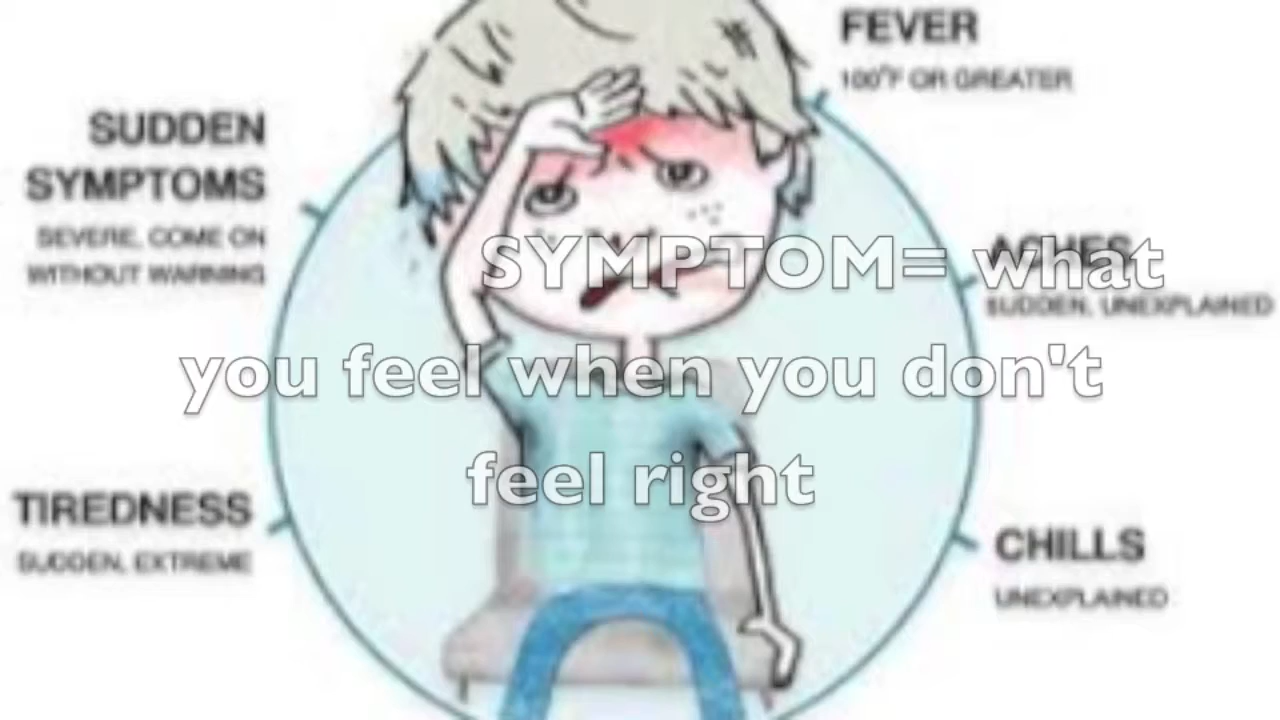 FEVER
100°F OR GREATER
SUDDEN
SYMPTOMS
SEVERE, COME ON
WITHOUT WARNING
ACHES
SUDDEN, UNEXPLAINED
SYMPTOM= what
you feel when you don't
feel right
TIREDNESS
SUDDEN, EXTREME
CHILLS
UNEXPLAINED